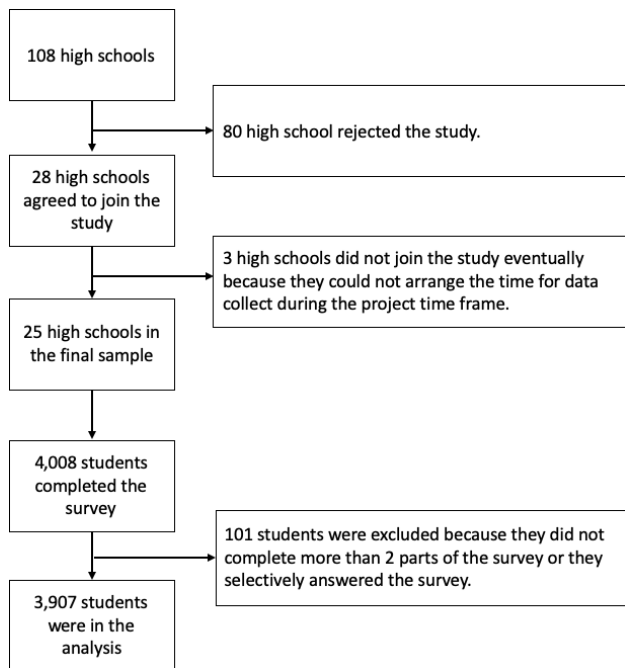 108 high schools
80 high school rejected the study.
28 high schools
agreed to join the
study
3 high schools did not join the study eventually
because they could not arrange the time for data
collect during the project time frame.
25 high schools in
the final sample
4,008 students
completed the
survey
101 students were excluded because they did not
complete more than 2 parts of the survey or they
selectively answered the survey.
3,907 students
were in the
analysis